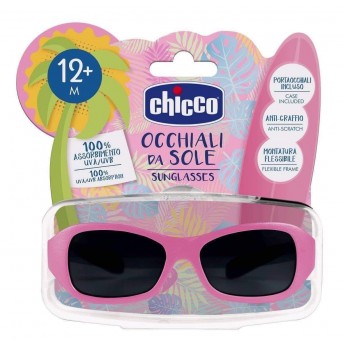 12+
M
chicco
OCCHIALI
DA SOLE
SUNGLASSES
100%
ASSORBIMENTO
UVA/UVB
100%
UVA/UVB ABSORPTION
PORTAOCCHIALI
INCLUSO
CASE INCLUDED
ANTI-GRAFFIO
ANTI-SCRATCH
MONTATURA
FLESSIBILE
FLEXIBLE FRAME